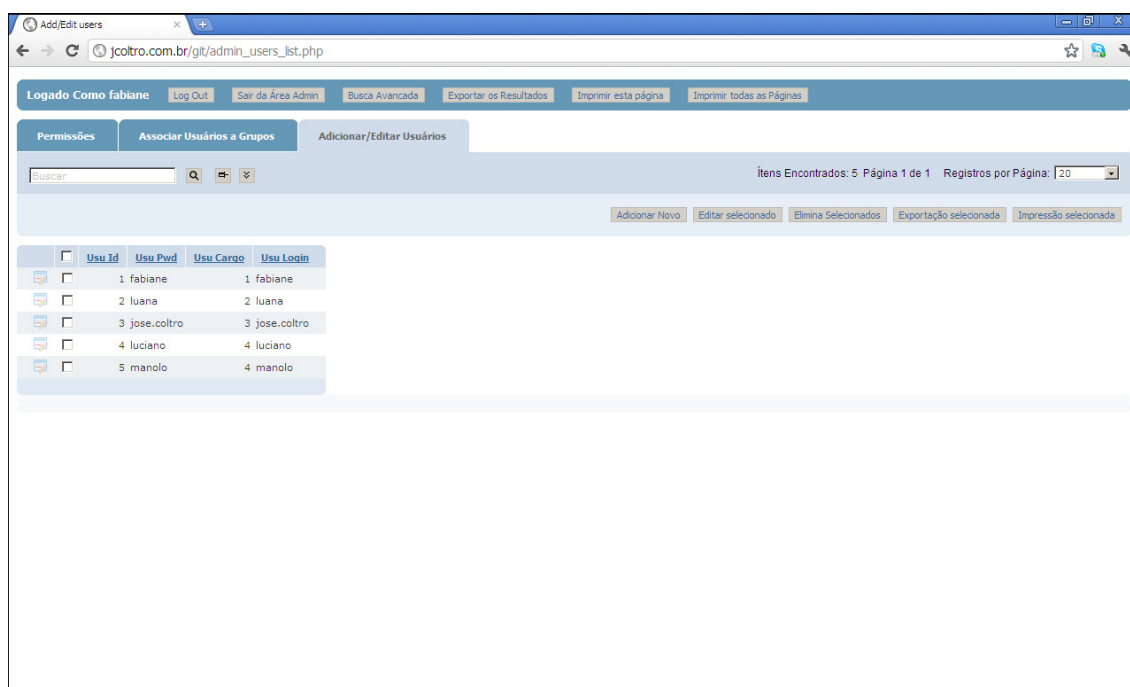 Add/Edit users
jcoltro.com.br/git/admin_users_list.php
Logado Como fabiane Log Out Sair da Área Admin Busca Avancada Exportar os Resultados Imprimir esta página Imprimir todas as Páginas
Permissões Associar Usuários a Grupos Adicionar/Editar Usuários
Buscar Ítens Encontrados: 5 Página 1 de 1 Registros por Página: 20
Adicionar Novo Editar selecionado Elimina Selecionados Exportação selecionada Impressão selecionada
Usu Id Usu Pwd Usu Cargo Usu Login
1 fabiane 1 fabiane
2 luana 2 luana
3 jose.coltro 3 jose.coltro
4 luciano 4 luciano
5 manolo 4 manolo